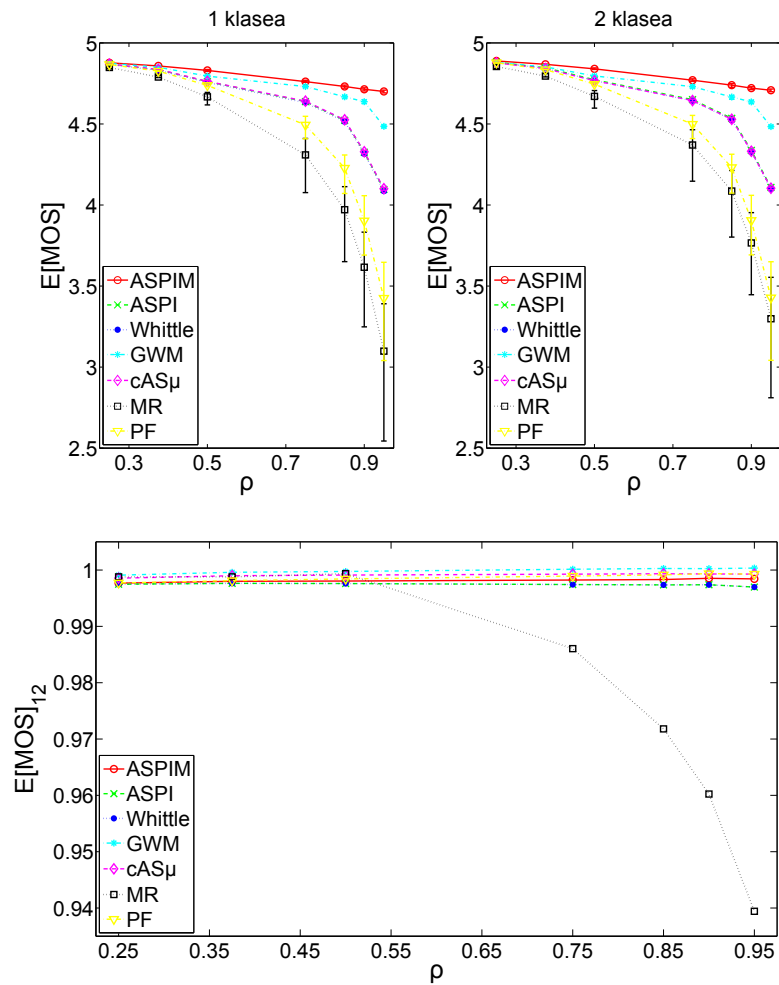 1 klasea
2 klasea
5
4.5
4
3.5
3
2.5
E[MOS]
ASPIM
ASPI
Whittle
GWM
cASμ
MR
PF
0.3 0.5 0.7 0.9
ρ
5
4.5
4
3.5
3
2.5
E[MOS]
ASPIM
ASPI
Whittle
GWM
cASμ
MR
PF
0.3 0.5 0.7 0.9
ρ
1
0.99
0.98
0.97
0.96
0.95
0.94
E[MOS]12
ASPIM
ASPI
Whittle
GWM
cASμ
MR
PF
0.25 0.35 0.45 0.55 0.65 0.75 0.85 0.95
ρ